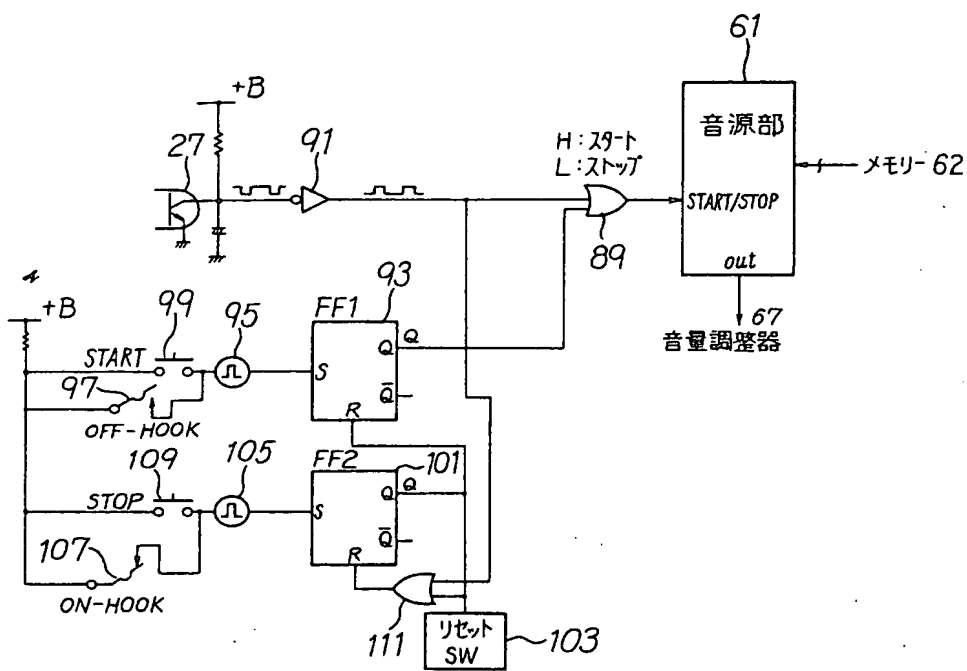 61
+B
音源部
27
91
H:スタート
L:ストップ
メモリー 62
START/STOP
89
out
+B
93
FF1
99
95
67
音量調整器
START
S
Q
Q
97
Q̄
OFF-HOOK
R
109
105
FF2
101
STOP
S
Q
Q
107
Q̄
R
ON-HOOK
111
リセット
SW
103